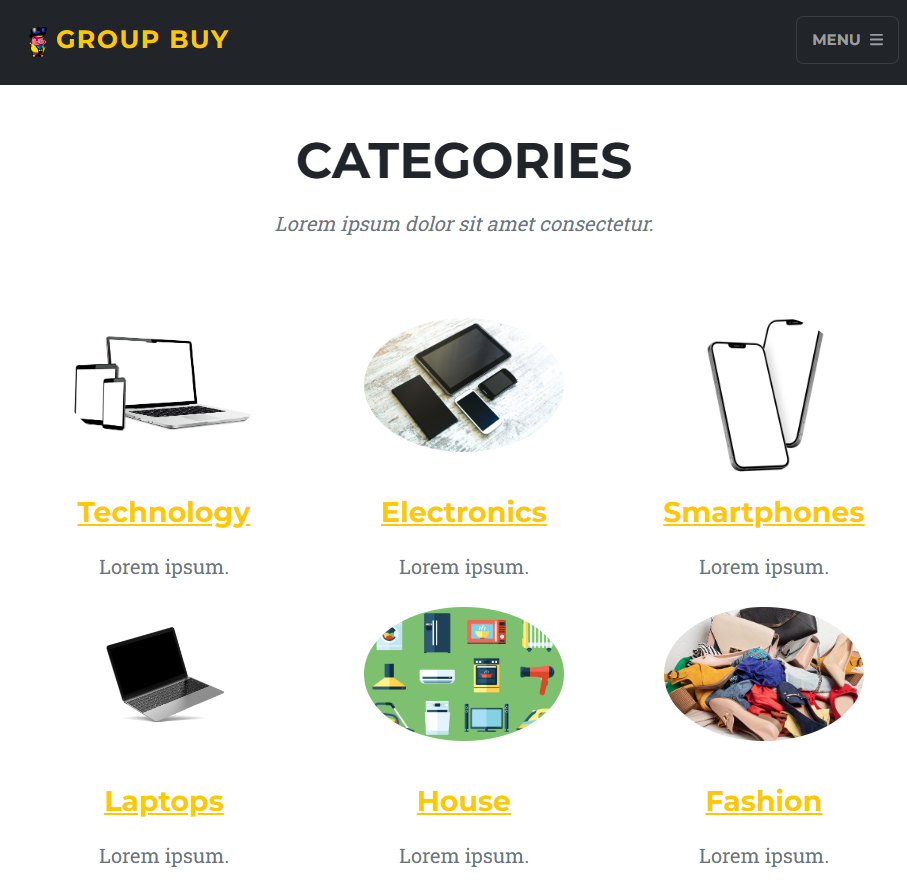 GROUP BUY
MENU
CATEGORIES
Lorem ipsum dolor sit amet consectetur.
Technology
Electronics
Smartphones
Lorem ipsum.
Lorem ipsum.
Lorem ipsum.
Laptops
House
Fashion
Lorem ipsum.
Lorem ipsum.
Lorem ipsum.